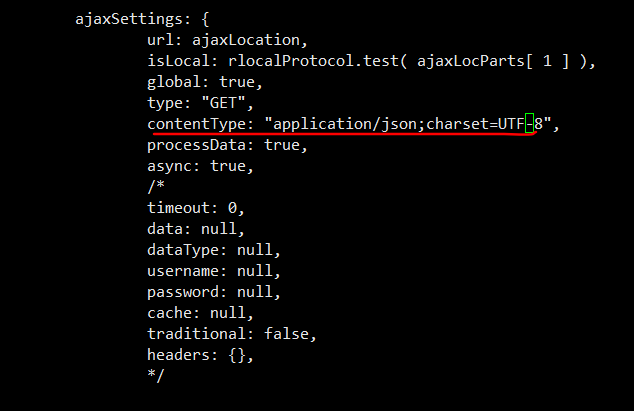 ajaxSettings: {
url: ajaxLocation,
isLocal: rlocalProtocol.test( ajaxLocParts[ 1 ] ),
global: true,
type: "GET",
contentType: "application/json;charset=UTF-8",
processData: true,
async: true,
/*
timeout: 0,
data: null,
dataType: null,
username: null,
password: null,
cache: null,
traditional: false,
headers: {},
*/